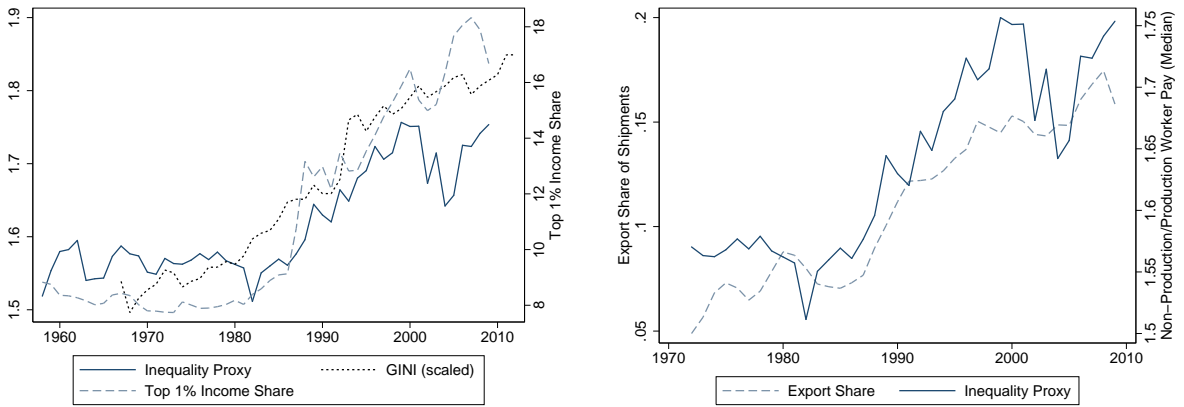 1.9
1.8
1.7
1.6
1.5
18
16
14
12
10
8
Top 1% Income Share
1960 1970 1980 1990 2000 2010
Inequality Proxy GINI (scaled)
Top 1% Income Share
Export Share of Shipments
.2
.15
.1
.05
1.75
1.7
1.65
1.6
1.55
1.5
Non−Production/Production Worker Pay (Median)
1970 1980 1990 2000 2010
Export Share Inequality Proxy